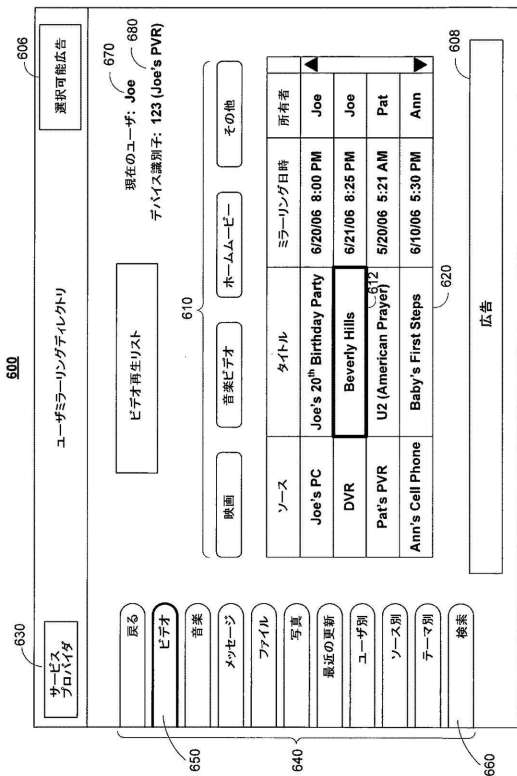 600
630
サービス
プロバイダ
ユーザミラーリングディレクトリ
選択可能広告
606
戻る
ビデオ
音楽
メッセージ
ファイル
写真
最近の更新
ユーザ別
ソース別
テーマ別
検索
650
640
660
ビデオ再生リスト
現在のユーザ: Joe
670
デバイス識別子: 123 (Joe's PVR)
680
610
映画
音楽ビデオ
ホームムービー
その他
ソース タイトル ミラーリング日時 所有者
Joe's PC Joe's 20th Birthday Party 6/20/06 8:00 PM Joe
DVR Beverly Hills 6/21/06 8:25 PM Joe
612
Pat's PVR U2 (American Prayer) 5/20/06 5:21 AM Pat
Ann's Cell Phone Baby's First Steps 6/10/06 5:30 PM Ann
620
広告
608